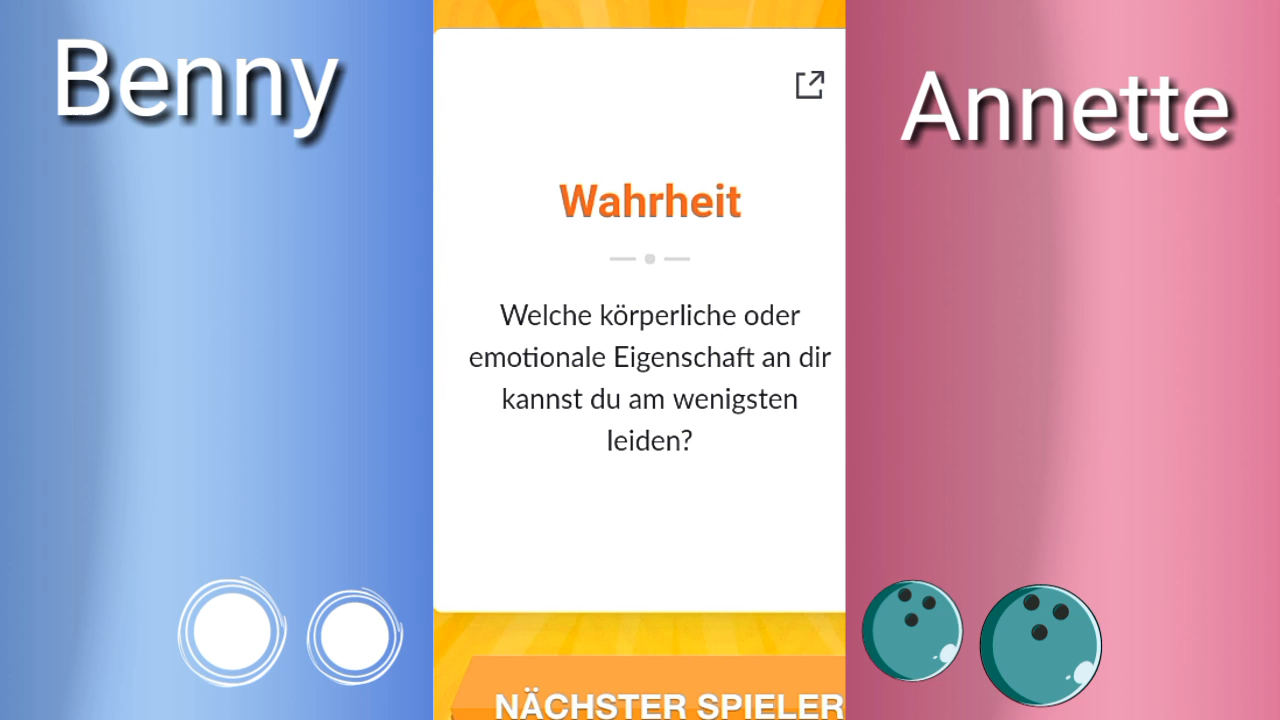 Benny
Annette
Wahrheit
Welche körperliche oder
emotionale Eigenschaft an dir
kannst du am wenigsten
leiden?
NÄCHSTER SPIELER